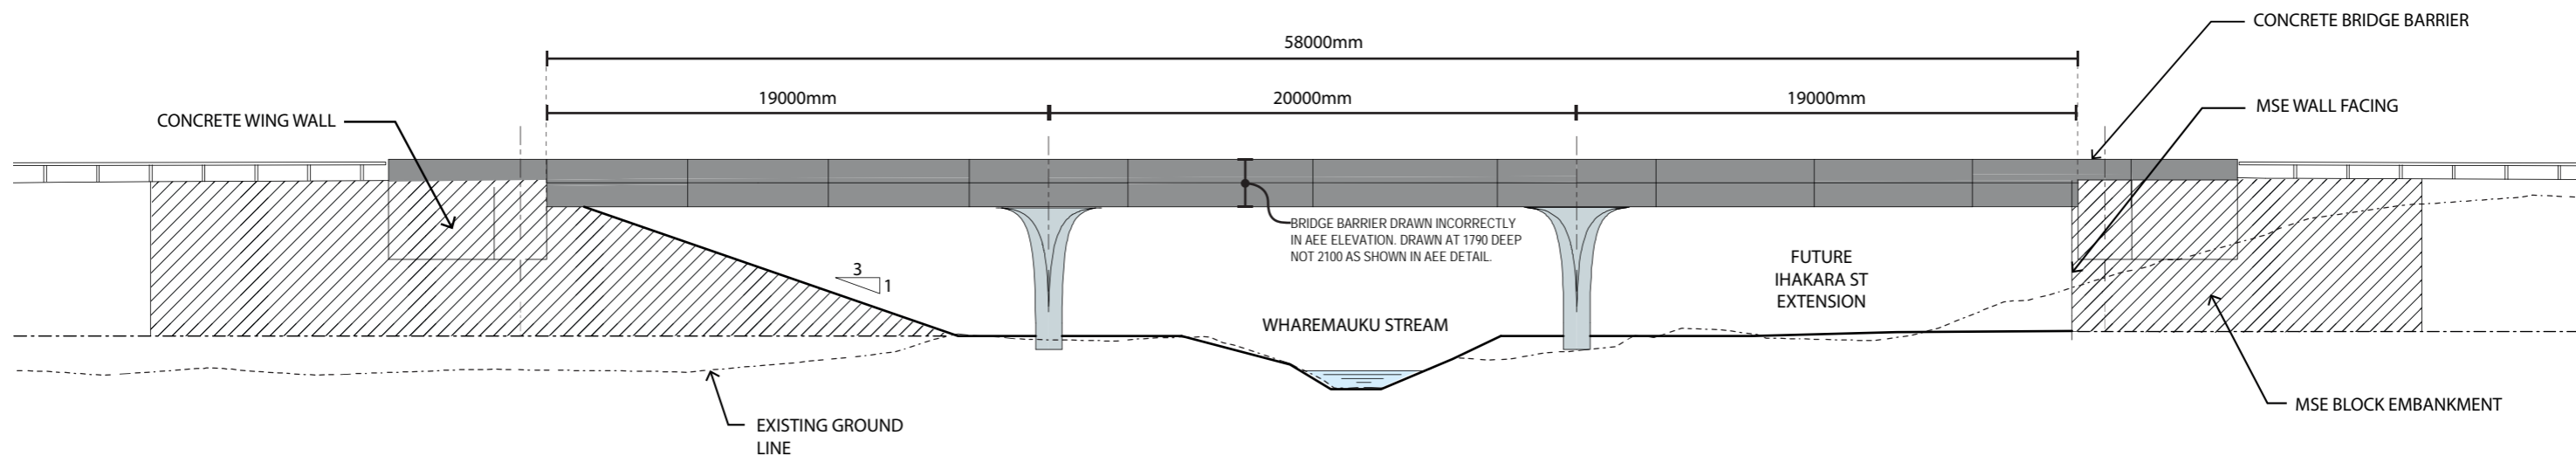 CONCRETE BRIDGE BARRIER
58000mm
19000mm
20000mm
19000mm
MSE WALL FACING
CONCRETE WING WALL
BRIDGE BARRIER DRAWN INCORRECTLY
IN AEE ELEVATION. DRAWN AT 1790 DEEP
NOT 2100 AS SHOWN IN AEE DETAIL.
3
1
FUTURE
IHAKARA ST
EXTENSION
WHAREMAUKU STREAM
MSE BLOCK EMBANKMENT
EXISTING GROUND
LINE